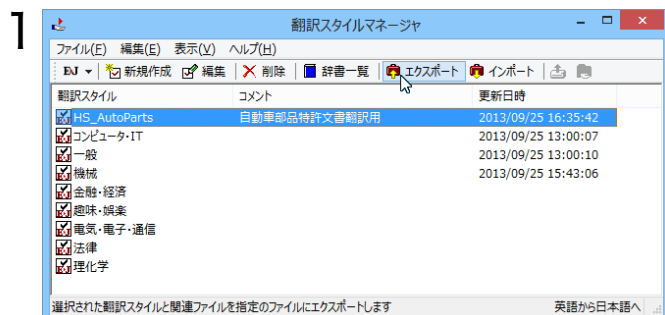 1
翻訳スタイルマネージャ
ファイル(F) 編集(E) 表示(V) ヘルプ(H)
EXJ 新規作成 編集 削除 辞書一覧 エクスポート インポート
翻訳スタイル コメント 更新日時
HS_AutoParts 自動車部品特許文書翻訳用 2013/09/25 16:35:42
コンピュータ・IT 2013/09/25 13:00:07
一般 2013/09/25 13:00:10
機械 2013/09/25 15:43:06
金融・経済
趣味・娯楽
電気・電子・通信
法律
理化学
選択された翻訳スタイルと関連ファイルを指定のファイルにエクスポートします 英語から日本語へ